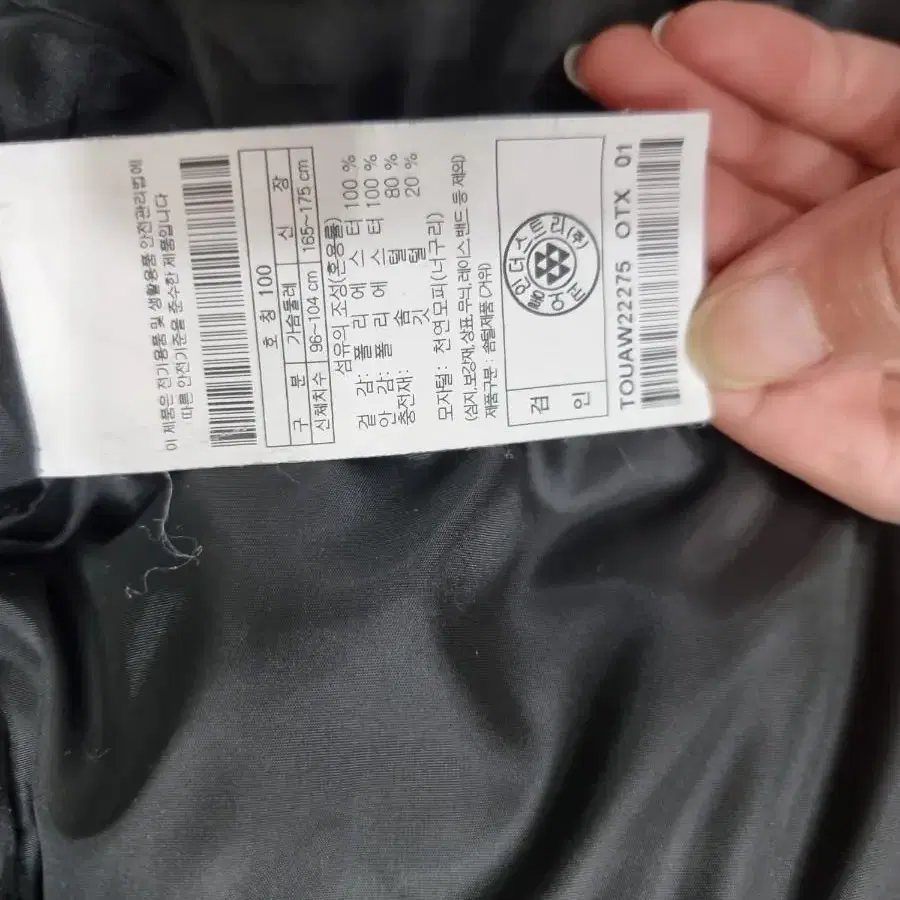 이 제품은 전기용품 및 생활용품 안전관리법에
따른 안전기준을 준수한 제품입니다
호칭 100
구분 가슴둘레 신장
신체치수 96~104 cm 165~175 cm
섬유의 조성(혼용률)
겉감: 폴리에스터 100 %
안감: 폴리에스터 100 %
충전재: 솜털 80 %
깃털 20 %
모자털: 천연모피(너구리)
(심지,보강재,상표,무늬,레이스밴드 등 제외)
제품구분: 솜털제품(거위)
검인
인더스트리(주)
TOUAW22275 OTX 01